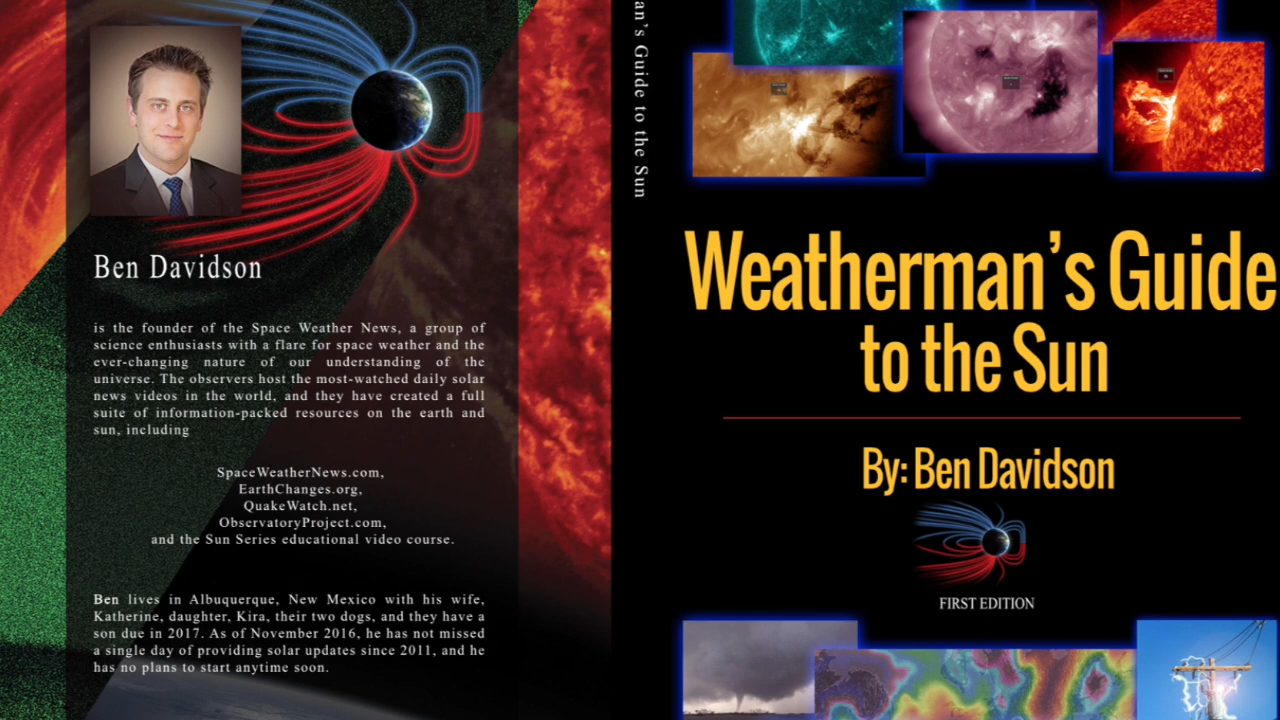 Ben Davidson
is the founder of the Space Weather News, a group of
science enthusiasts with a flare for space weather and the
ever-changing nature of our understanding of the
universe. The observers host the most-watched daily solar
news videos in the world, and they have created a full
suite of information-packed resources on the earth and
sun, including
SpaceWeatherNews.com,
EarthChanges.org,
QuakeWatch.net,
ObservatoryProject.com,
and the Sun Series educational video course.
Ben lives in Albuquerque, New Mexico with his wife,
Katherine, daughter, Kira, their two dogs, and they have a
son due in 2017. As of November 2016, he has not missed
a single day of providing solar updates since 2011, and he
has no plans to start anytime soon.
an's Guide to the Sun
Weatherman's Guide
to the Sun
By: Ben Davidson
FIRST EDITION